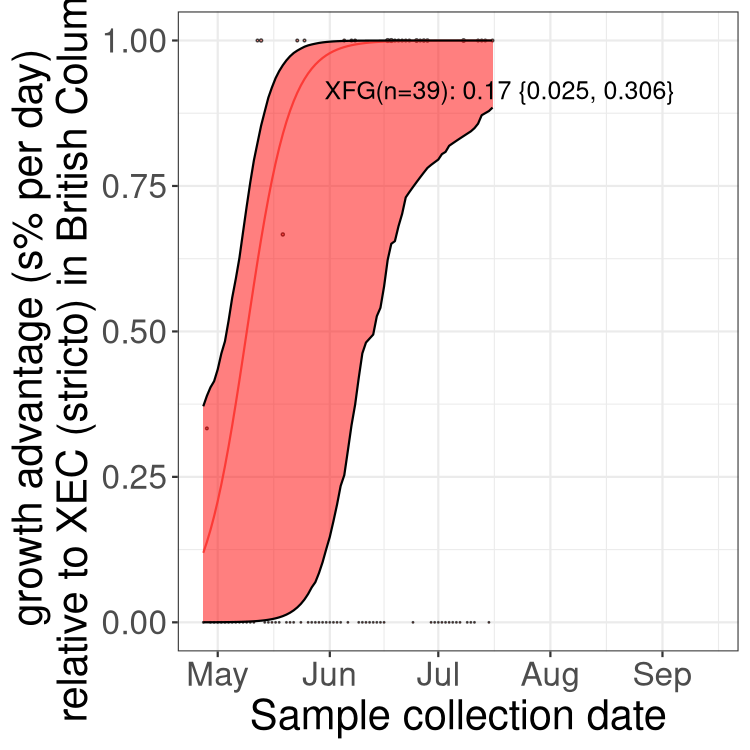 growth advantage (s% per day)
relative to XEC (stricto) in British Colum
1.00
0.75
0.50
0.25
0.00
XFG(n=39): 0.17 {0.025, 0.306}
May Jun Jul Aug Sep
Sample collection date